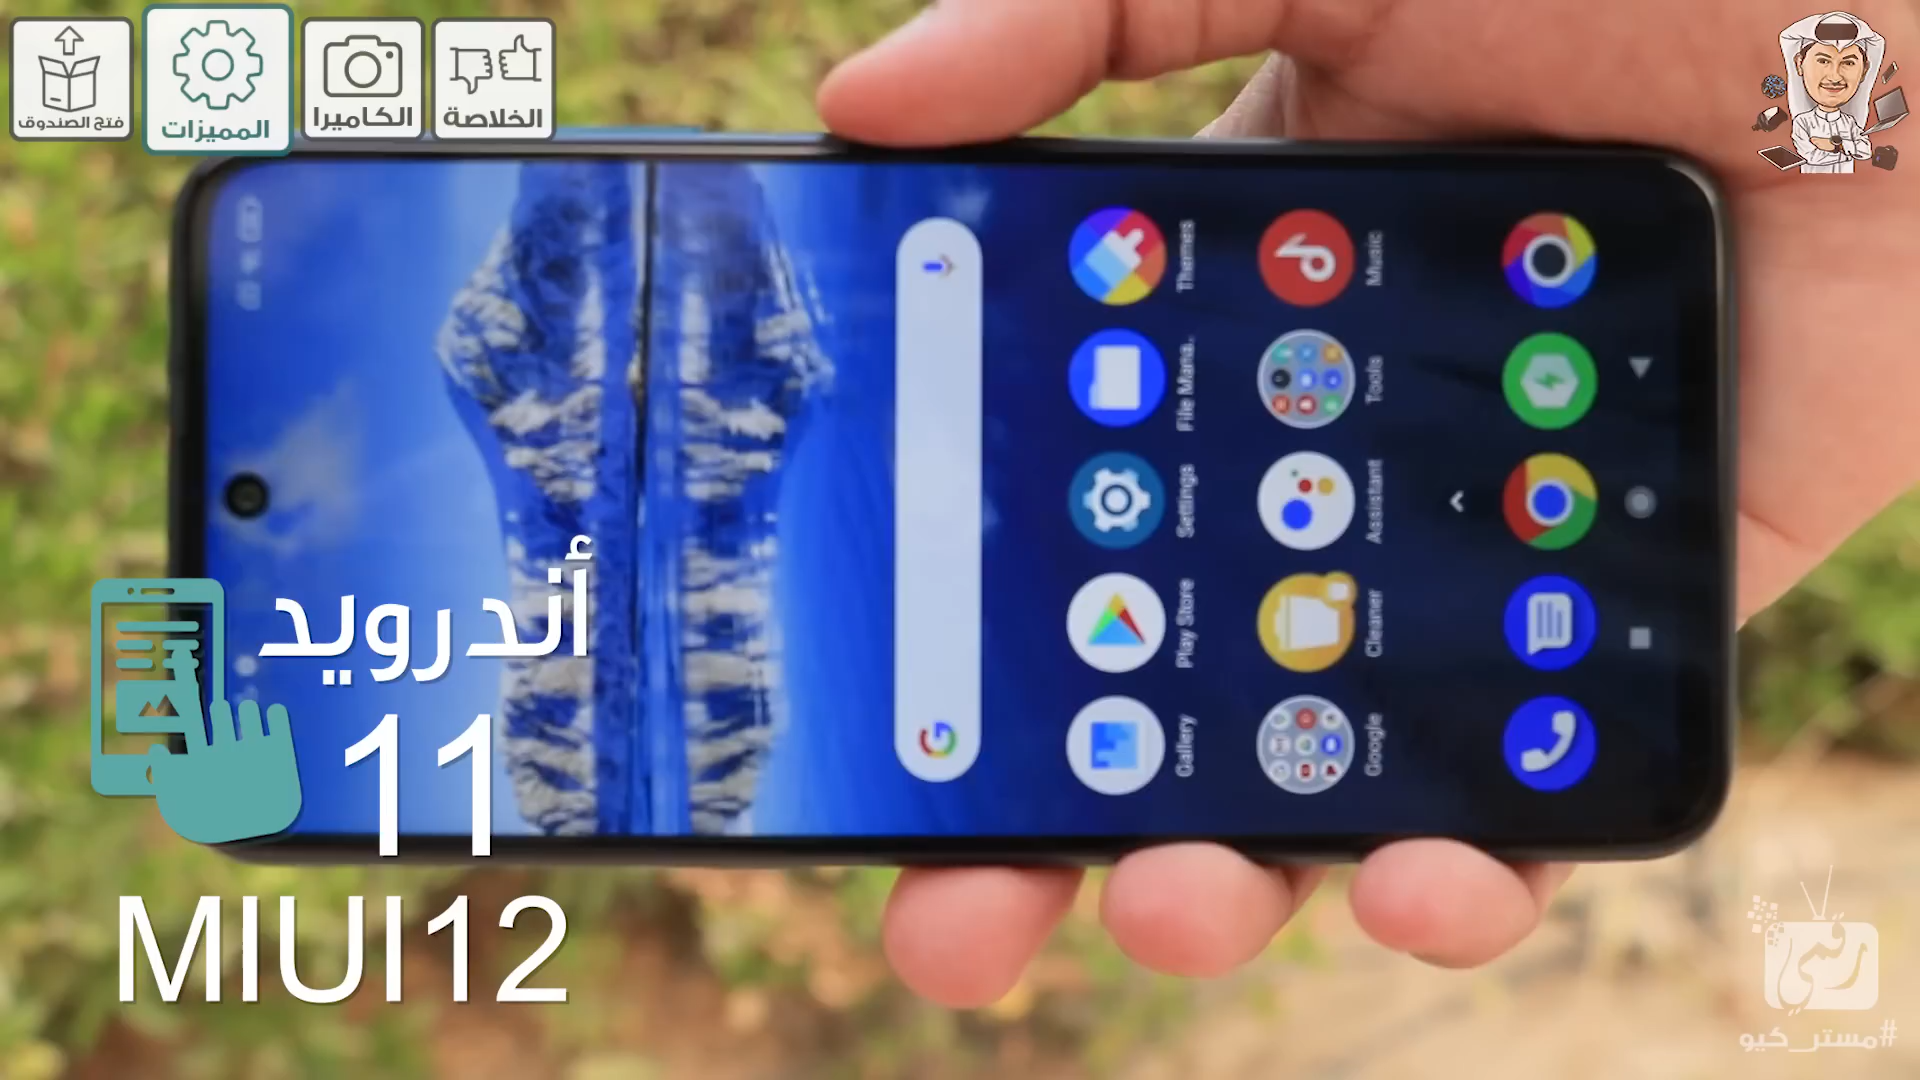 فتح الصندوق
المميزات
الكاميرا
الخلاصة
Themes
Music
File Mana..
Tools
Settings
Assistant
Play Store
Cleaner
Gallery
Google
أندرويد
11
MIUI12
رقمي
#مستر_كيو